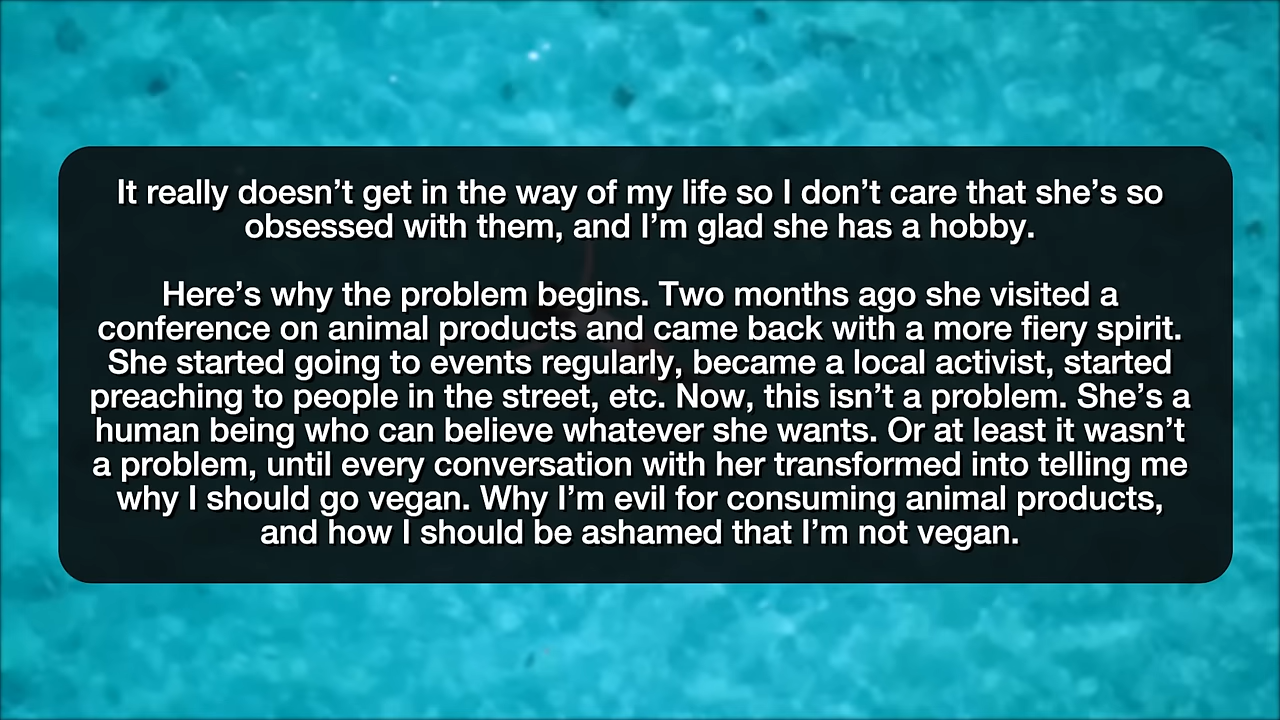 It really doesn’t get in the way of my life so I don’t care that she’s so
obsessed with them, and I’m glad she has a hobby.
Here’s why the problem begins. Two months ago she visited a
conference on animal products and came back with a more fiery spirit.
She started going to events regularly, became a local activist, started
preaching to people in the street, etc. Now, this isn’t a problem. She’s a
human being who can believe whatever she wants. Or at least it wasn’t
a problem, until every conversation with her transformed into telling me
why I should go vegan. Why I’m evil for consuming animal products,
and how I should be ashamed that I’m not vegan.